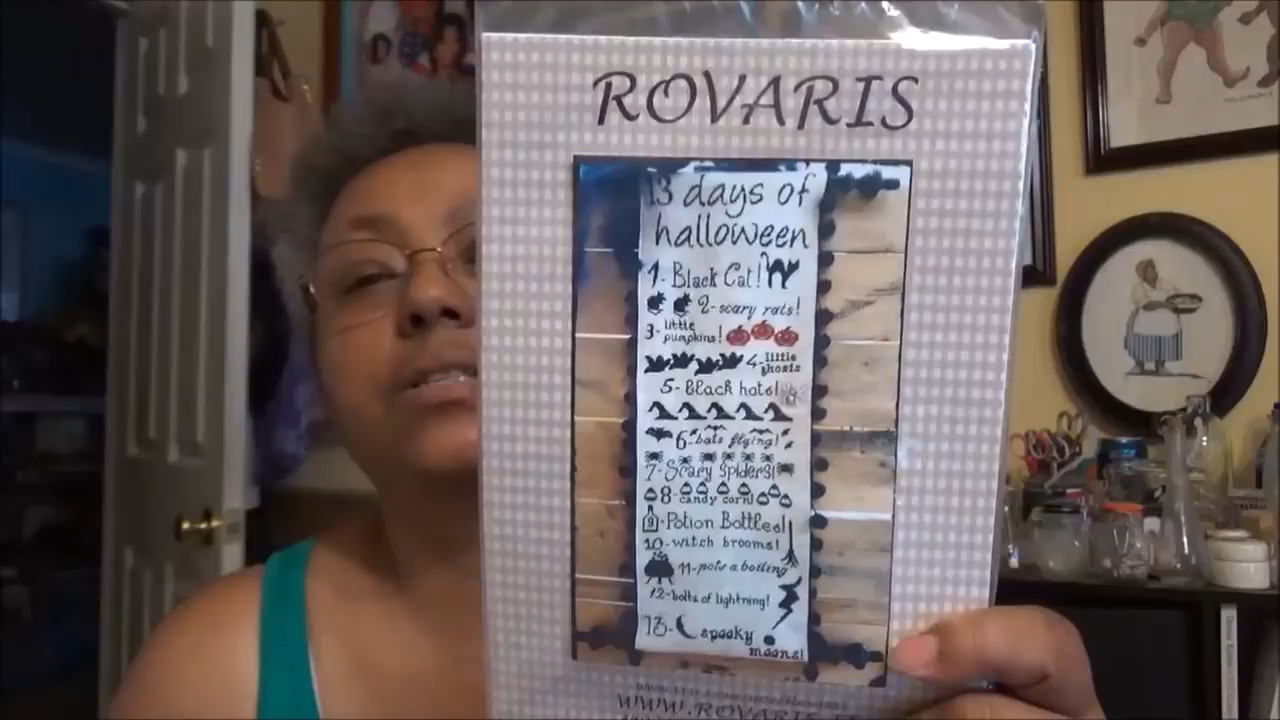 ROVARIS
13 days of
halloween
1- Black Cat!
2-scary rats!
3- little
pumpkins!
4-little
ghosts
5- Black hats!
6-bats flying!
7-Scary spiders!
8-candy corn!
9-Potion Bottles!
10-witch brooms!
11-pots a boiling
12-bolts of lightning!
13- spooky
moons!
WWW.ROVARIS